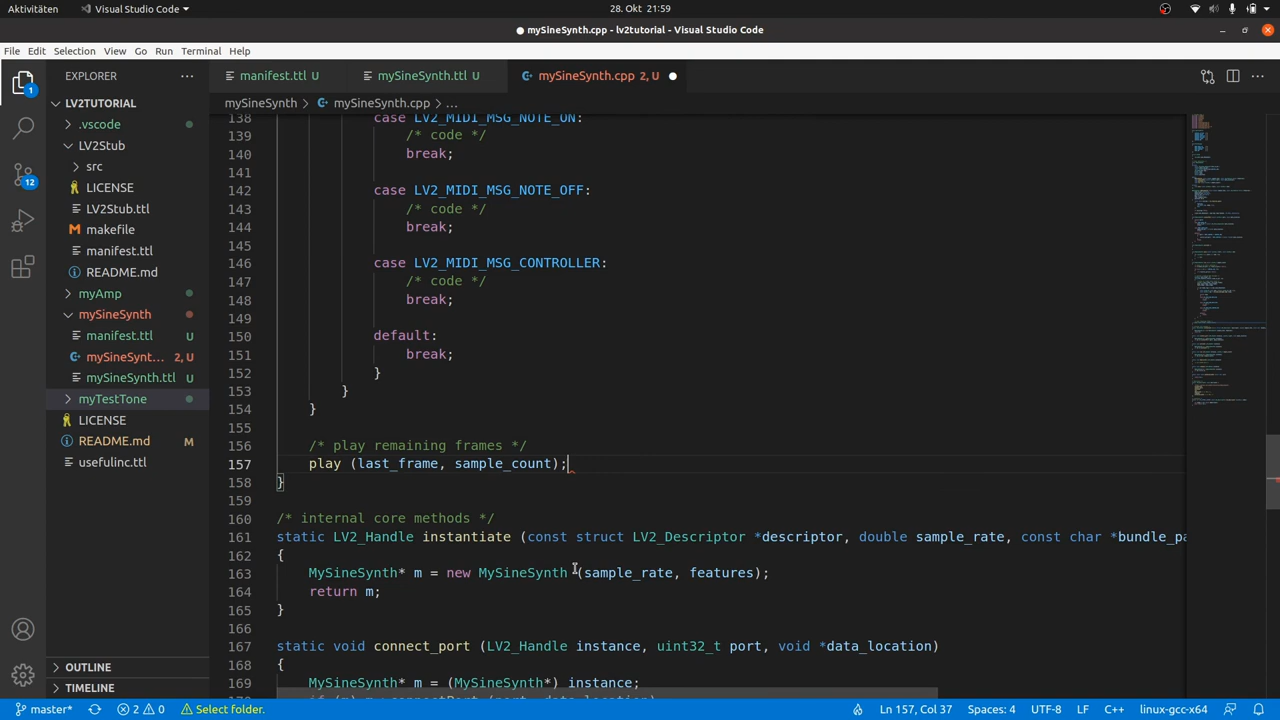 Aktivitäten
Visual Studio Code
28. Okt 21:59
mySineSynth.cpp - lv2tutorial - Visual Studio Code
File Edit Selection View Go Run Terminal Help
EXPLORER
manifest.ttl U
mySineSynth.ttl U
mySineSynth.cpp 2, U
LV2TUTORIAL
mySineSynth > mySineSynth.cpp > ...
.vscode
LV2Stub
src
LICENSE
LV2Stub.ttl
makefile
manifest.ttl
README.md
myAmp
mySineSynth
manifest.ttl U
mySineSynt... 2, U
mySineSynth.ttl U
myTestTone
LICENSE
README.md M
usefulinc.ttl
OUTLINE
TIMELINE
1
12
138 case LV2_MIDI_MSG_NOTE_ON:
139 /* code */
140 break;
141
142 case LV2_MIDI_MSG_NOTE_OFF:
143 /* code */
144 break;
145
146 case LV2_MIDI_MSG_CONTROLLER:
147 /* code */
148 break;
149
150 default:
151 break;
152 }
153 }
154 }
155
156 /* play remaining frames */
157 play (last_frame, sample_count);
158 }
159
160 /* internal core methods */
161 static LV2_Handle instantiate (const struct LV2_Descriptor *descriptor, double sample_rate, const char *bundle_pa
162 {
163 MySineSynth* m = new MySineSynth (sample_rate, features);
164 return m;
165 }
166
167 static void connect_port (LV2_Handle instance, uint32_t port, void *data_location)
168 {
169 MySineSynth* m = (MySineSynth*) instance;
master* 2 0 Select folder. Ln 157, Col 37 Spaces: 4 UTF-8 LF C++ linux-gcc-x64